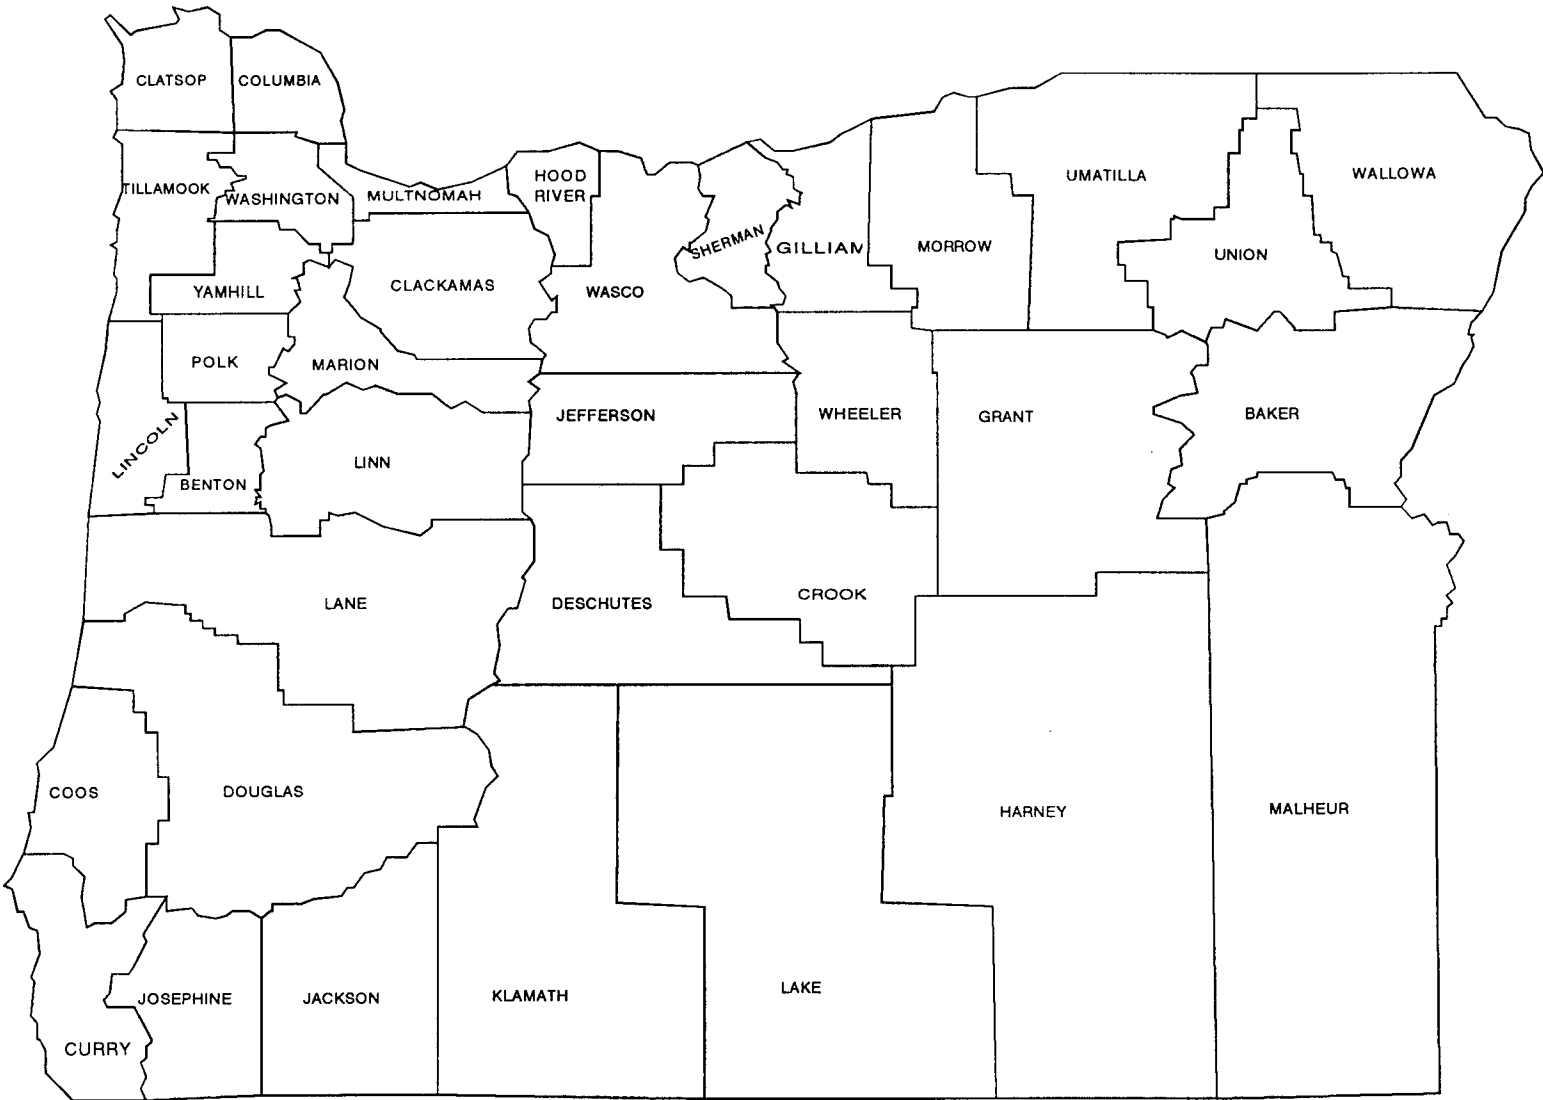 CLATSOP
COLUMBIA
TILLAMOOK
WASHINGTON
MULTNOMAH
HOOD
RIVER
SHERMAN
GILLIAM
MORROW
UMATILLA
UNION
WALLOWA
YAMHILL
CLACKAMAS
WASCO
POLK
MARION
JEFFERSON
WHEELER
GRANT
BAKER
LINCOLN
BENTON
LINN
LANE
DESCHUTES
CROOK
COOS
DOUGLAS
HARNEY
MALHEUR
CURRY
JOSEPHINE
JACKSON
KLAMATH
LAKE